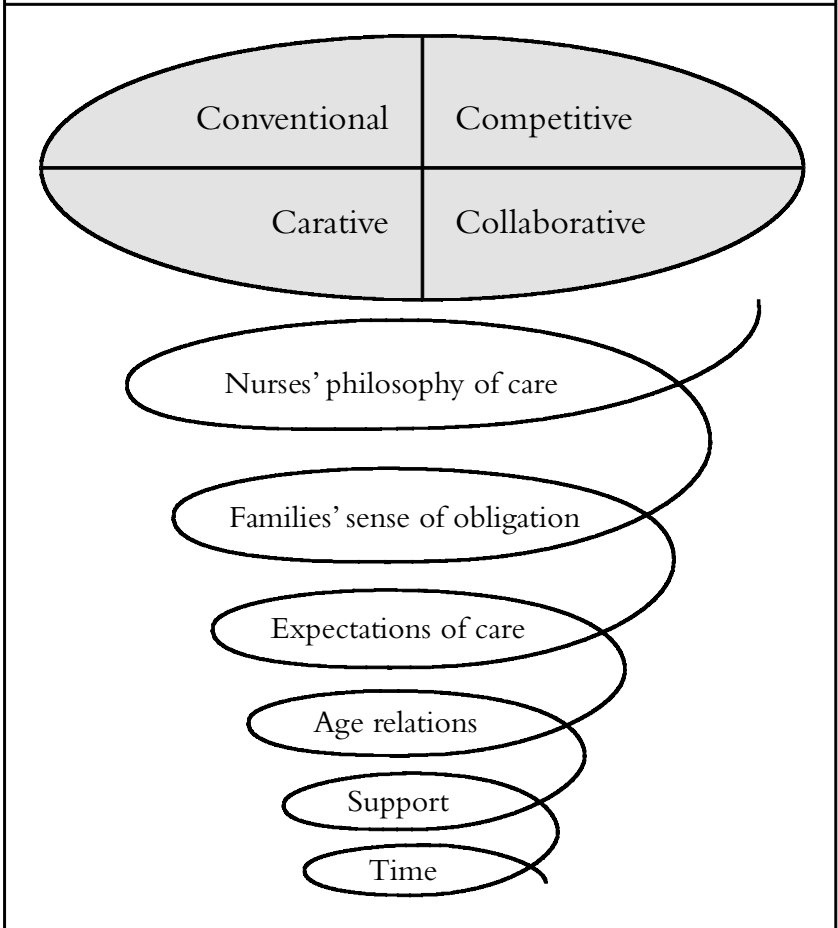 Conventional Competitive
Carative Collaborative
Nurses’ philosophy of care
Families’ sense of obligation
Expectations of care
Age relations
Support
Time